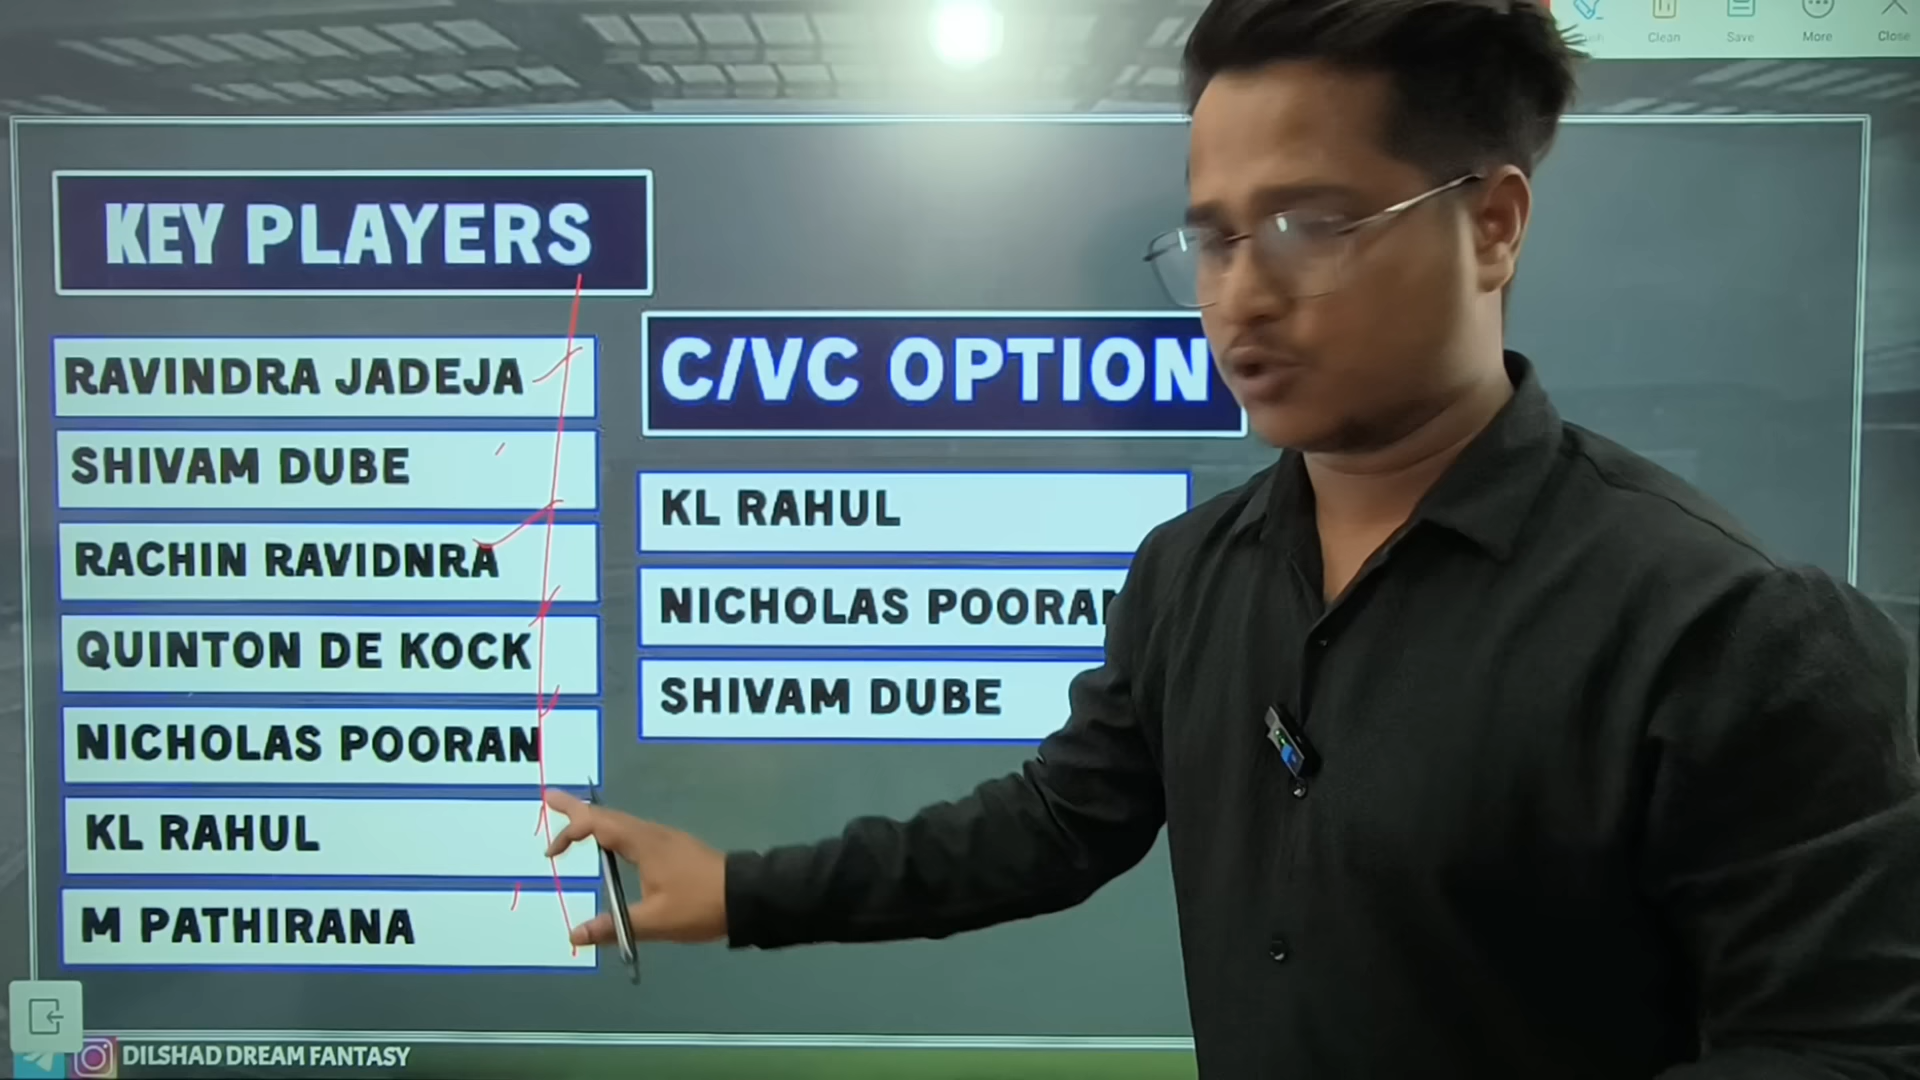 Clean Save More Close
KEY PLAYERS
RAVINDRA JADEJA
SHIVAM DUBE
RACHIN RAVIDNRA
QUINTON DE KOCK
NICHOLAS POORAN
KL RAHUL
M PATHIRANA
C/VC OPTION
KL RAHUL
NICHOLAS POORAN
SHIVAM DUBE
DILSHAD DREAM FANTASY